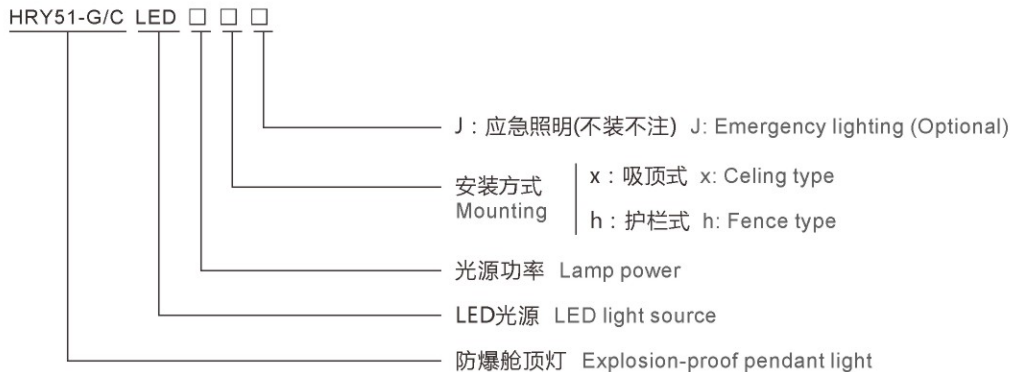 HRY51-G/C LED □ □ □
J：应急照明(不装不注) J: Emergency lighting (Optional)
安装方式
Mounting
x：吸顶式 x: Celing type
h：护栏式 h: Fence type
光源功率 Lamp power
LED光源 LED light source
防爆舱顶灯 Explosion-proof pendant light